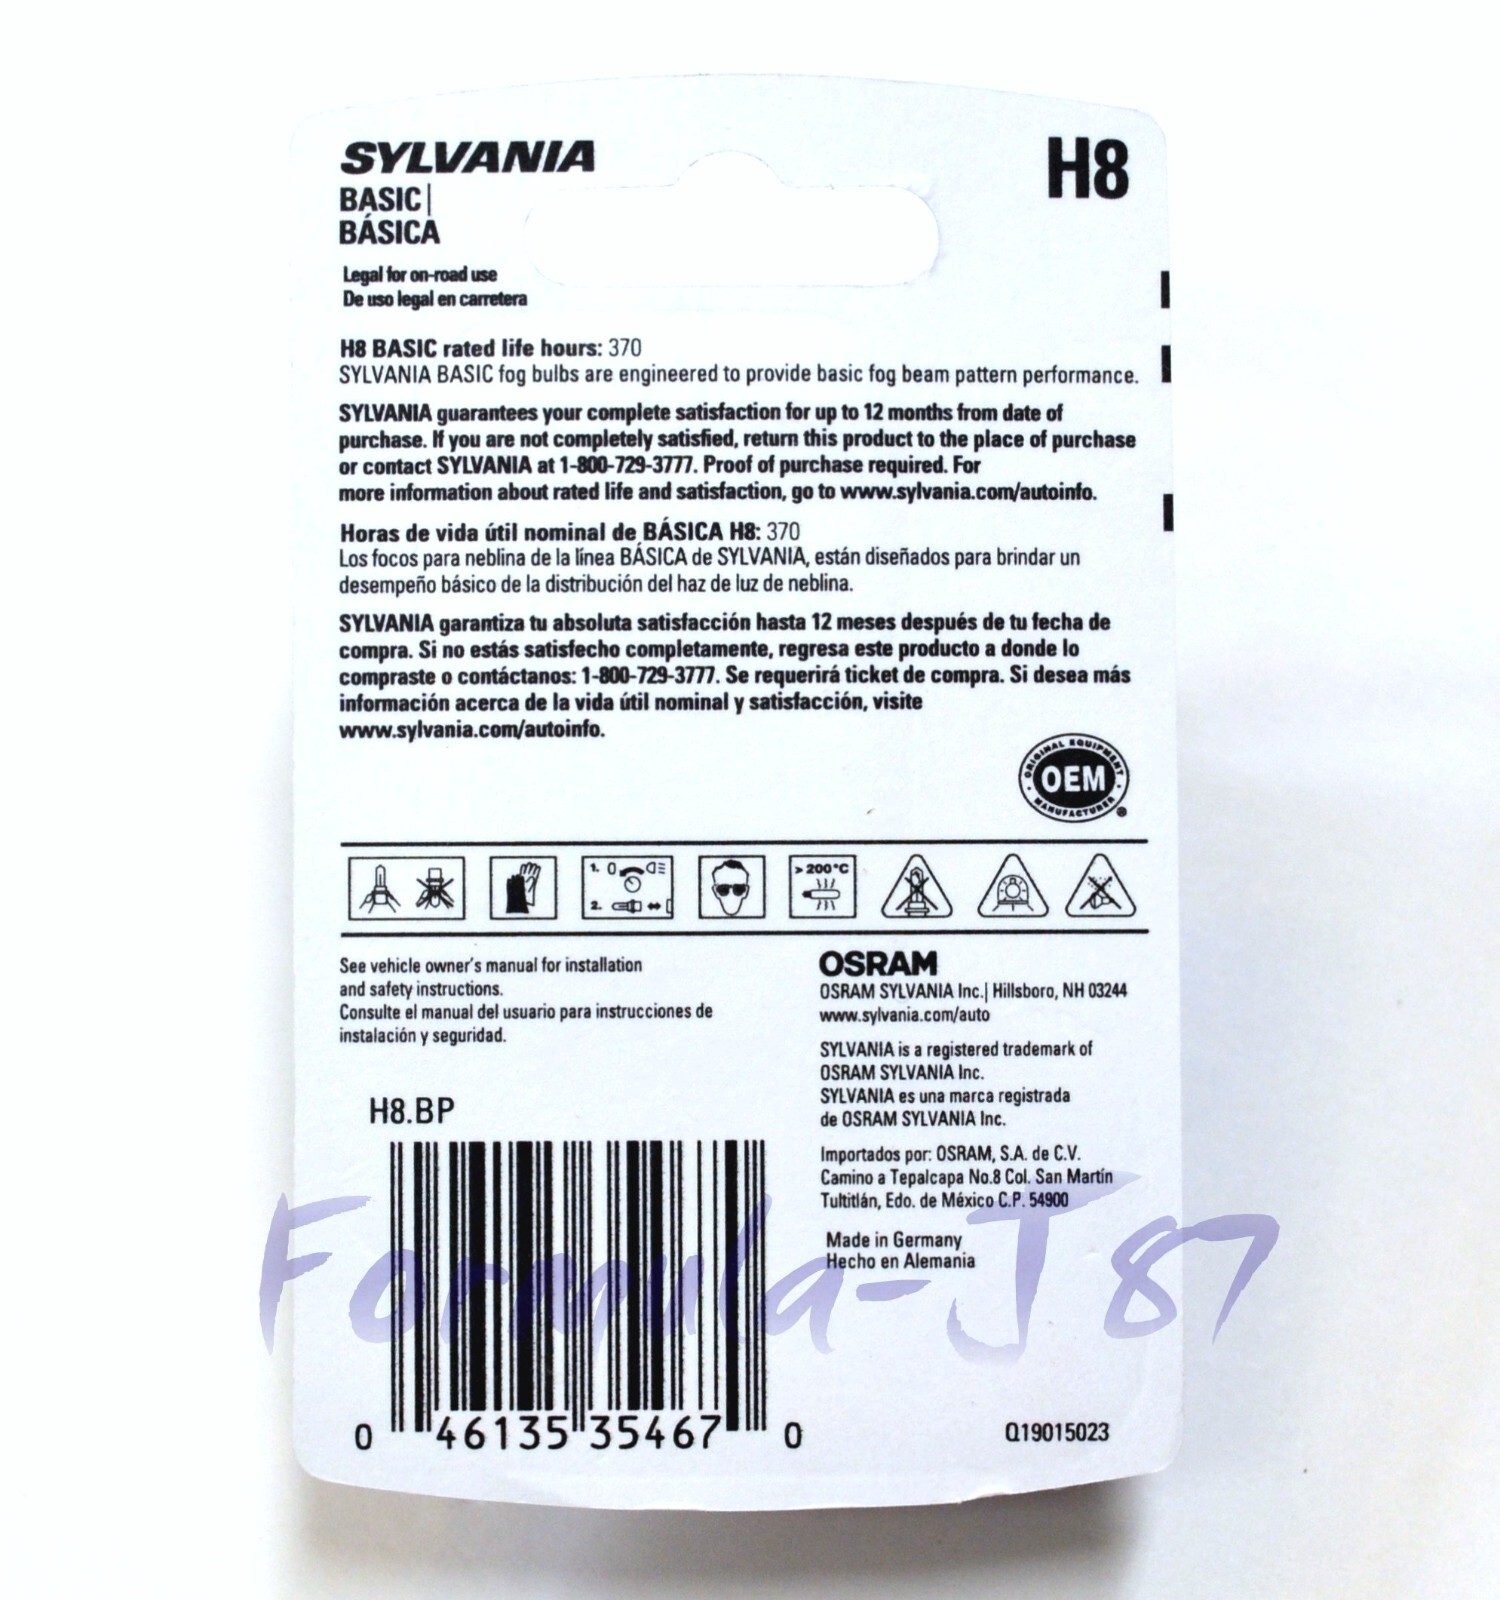 SYLVANIA
H8
BASIC|
BÁSICA
Legal for on-road use
De uso legal en carretera
H8 BASIC rated life hours: 370
SYLVANIA BASIC fog bulbs are engineered to provide basic fog beam pattern performance.
SYLVANIA guarantees your complete satisfaction for up to 12 months from date of
purchase. If you are not completely satisfied, return this product to the place of purchase
or contact SYLVANIA at 1-800-729-3777. Proof of purchase required. For
more information about rated life and satisfaction, go to www.sylvania.com/autoinfo.
Horas de vida útil nominal de BÁSICA H8: 370
Los focos para neblina de la línea BÁSICA de SYLVANIA, están diseñados para brindar un
desempeño básico de la distribución del haz de luz de neblina.
SYLVANIA garantiza tu absoluta satisfacción hasta 12 meses después de tu fecha de
compra. Si no estás satisfecho completamente, regresa este producto a donde lo
compraste o contáctanos: 1-800-729-3777. Se requerirá ticket de compra. Si desea más
información acerca de la vida útil nominal y satisfacción, visite
www.sylvania.com/autoinfo.
ORIGINAL EQUIPMENT
OEM
MANUFACTURER
1. 0
2.
>200°C
See vehicle owner's manual for installation
and safety instructions.
Consulte el manual del usuario para instrucciones de
instalación y seguridad.
OSRAM
OSRAM SYLVANIA Inc.| Hillsboro, NH 03244
www.sylvania.com/auto
SYLVANIA is a registered trademark of
OSRAM SYLVANIA Inc.
SYLVANIA es una marca registrada
de OSRAM SYLVANIA Inc.
Importados por: OSRAM, S.A. de C.V.
Camino a Tepalcapa No.8 Col. San Martín
Tultitlán, Edo. de México C.P. 54900
Made in Germany
Hecho en Alemania
H8.BP
0 46135 35467 0
Q19015023
Formula-J87